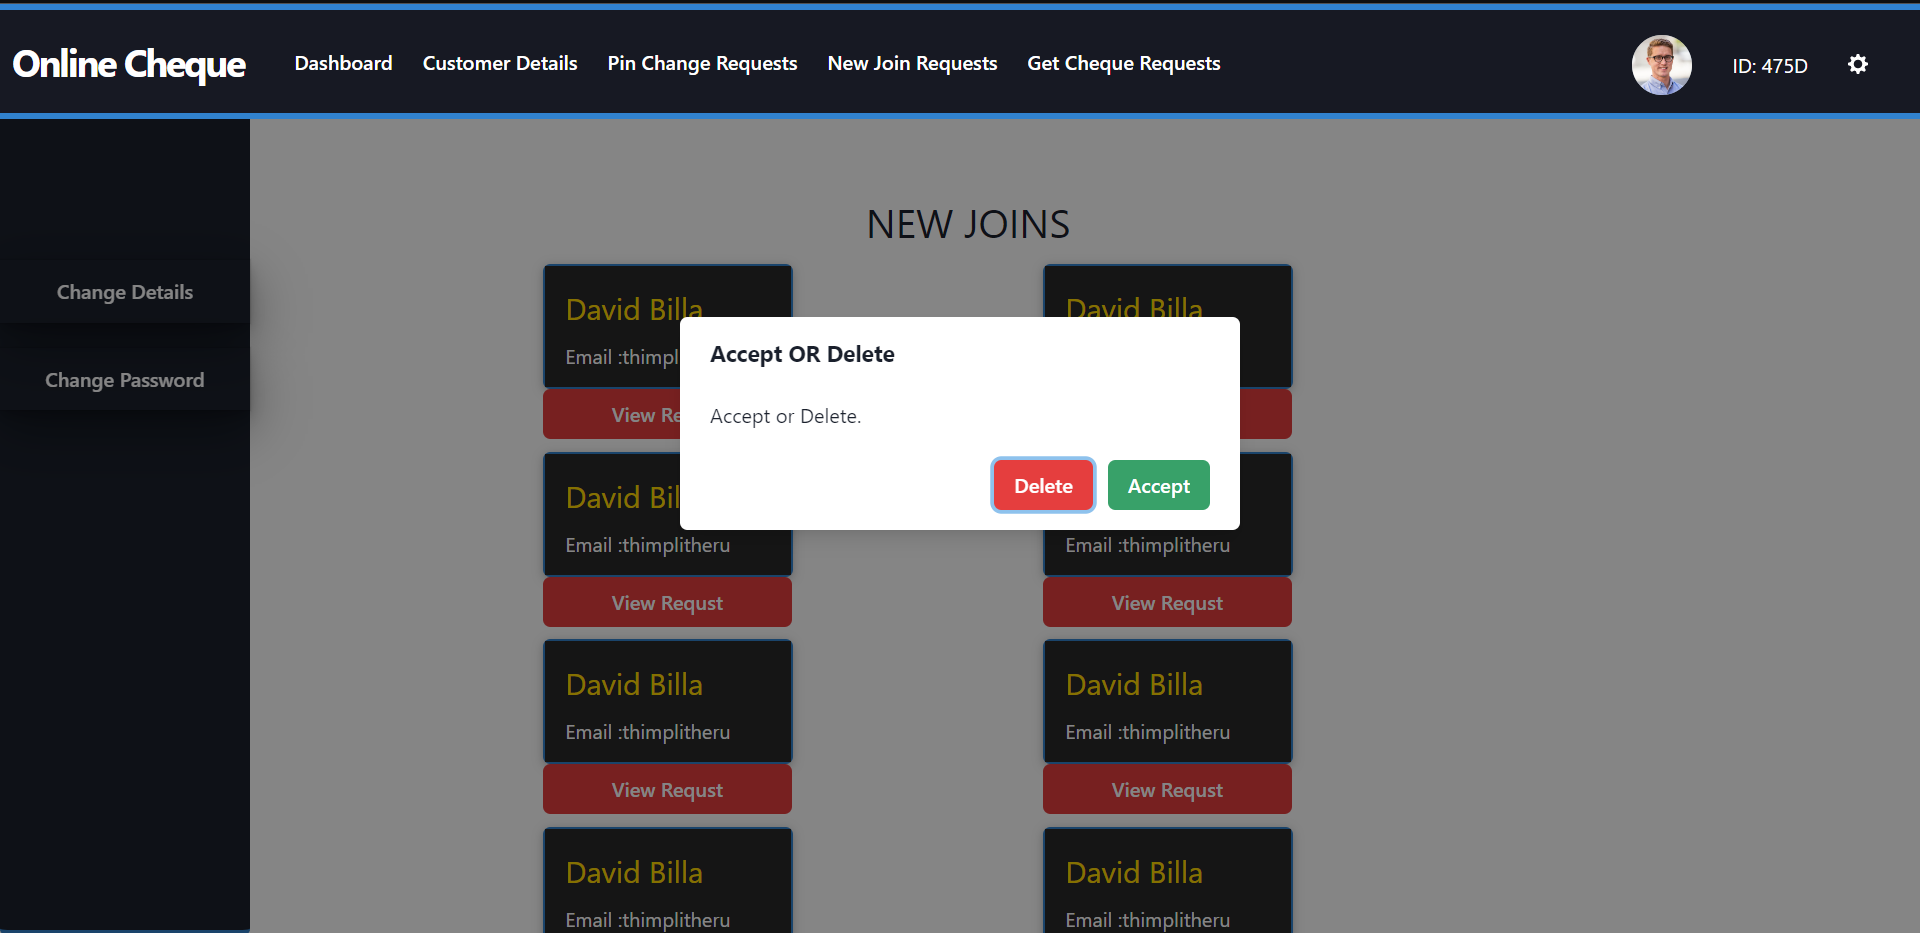 Online Cheque
Dashboard
Customer Details
Pin Change Requests
New Join Requests
Get Cheque Requests
ID: 475D
Change Details
Change Password
NEW JOINS
David Billa
David Billa
Email :thimpl
View Re
Accept OR Delete
Accept or Delete.
Delete
Accept
David Bil
Email :thimplitheru
Email :thimplitheru
View Requst
View Requst
David Billa
David Billa
Email :thimplitheru
Email :thimplitheru
View Requst
View Requst
David Billa
David Billa
Email :thimplitheru
Email :thimplitheru